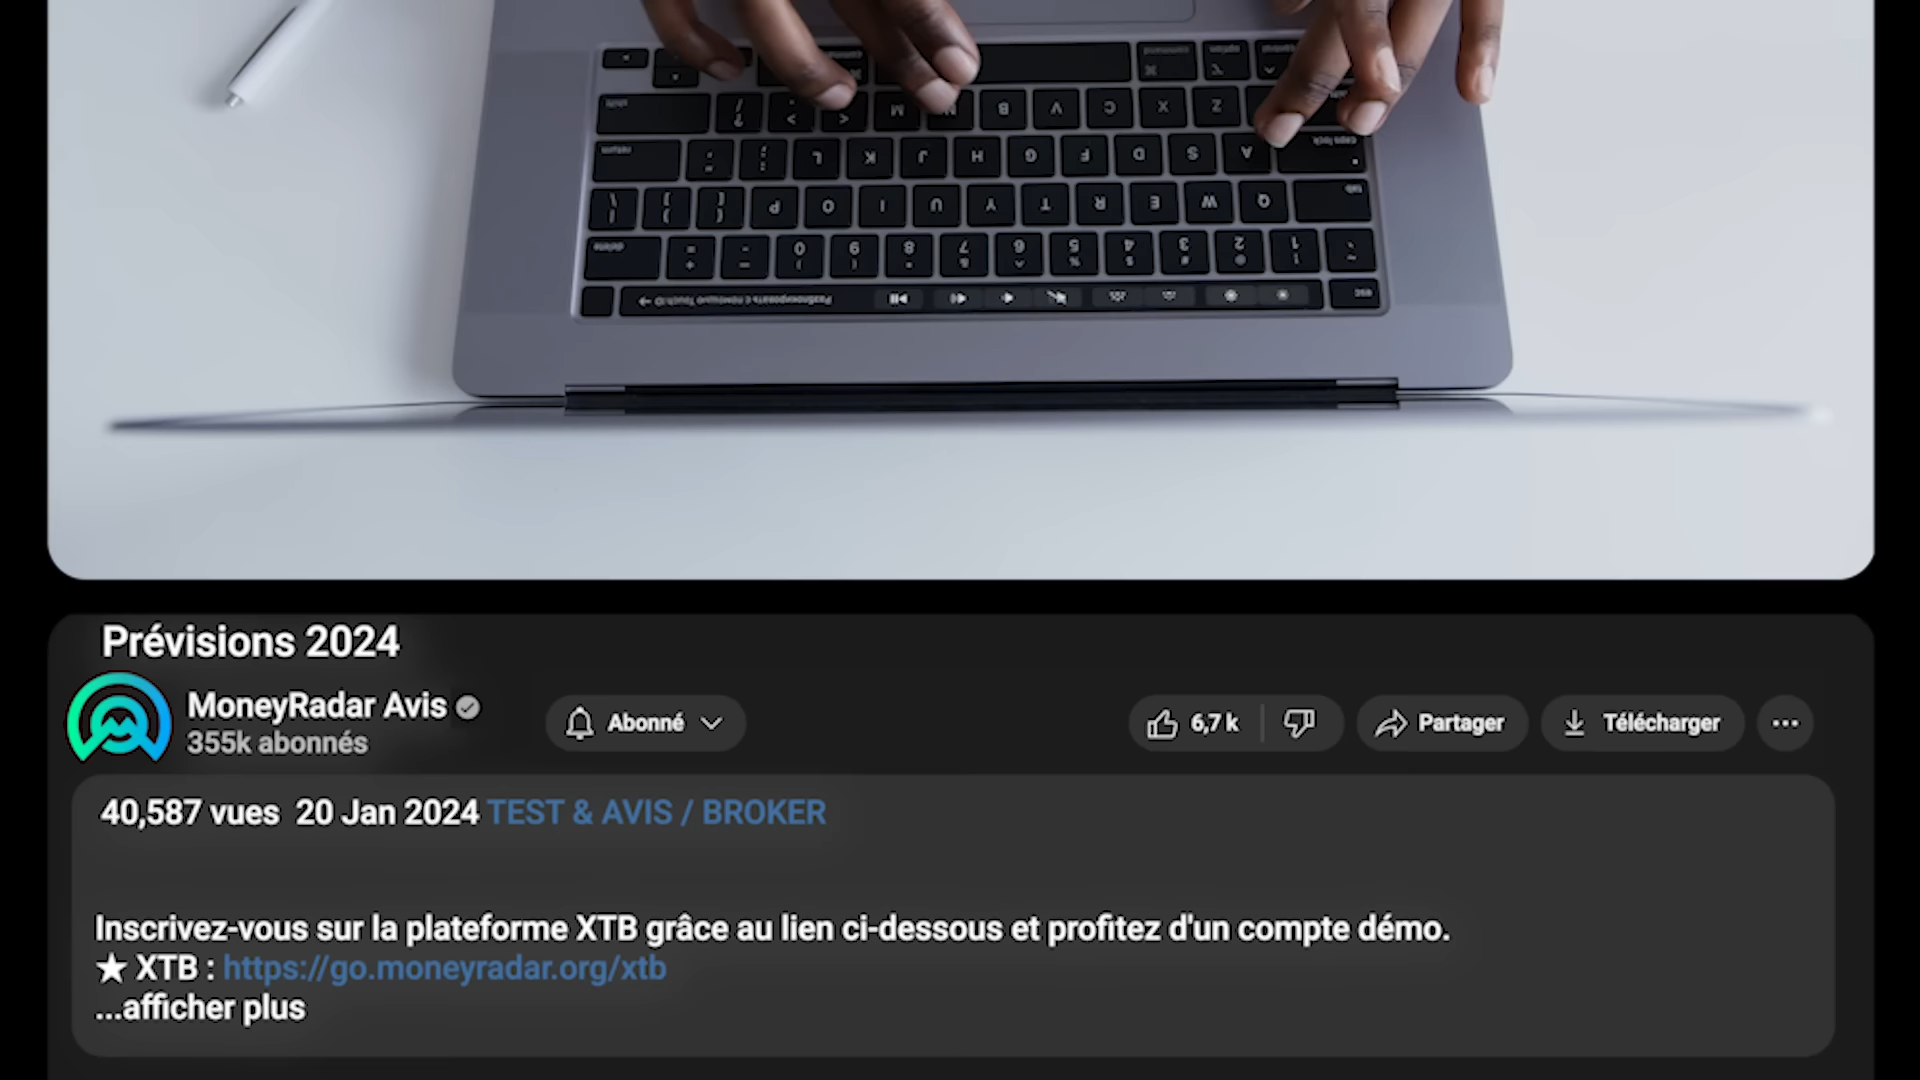 Prévisions 2024
MoneyRadar Avis
355k abonnés
Abonné
6,7 k
Partager
Télécharger
40,587 vues 20 Jan 2024 TEST & AVIS / BROKER
Inscrivez-vous sur la plateforme XTB grâce au lien ci-dessous et profitez d'un compte démo.
★ XTB : https://go.moneyradar.org/xtb
...afficher plus